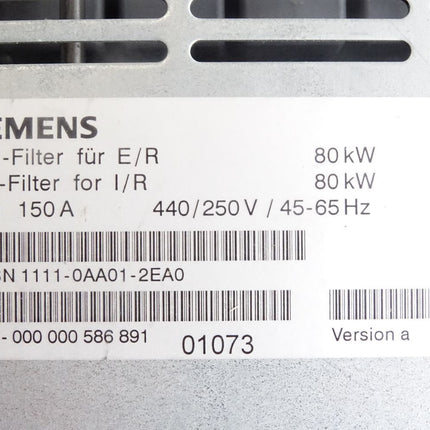 EMENS
-Filter für E/R 80 kW
-Filter for I/R 80 kW
150 A 440/250 V / 45-65 Hz
SN 1111-0AA01-2EA0
- 000 000 586 891 01073 Version a